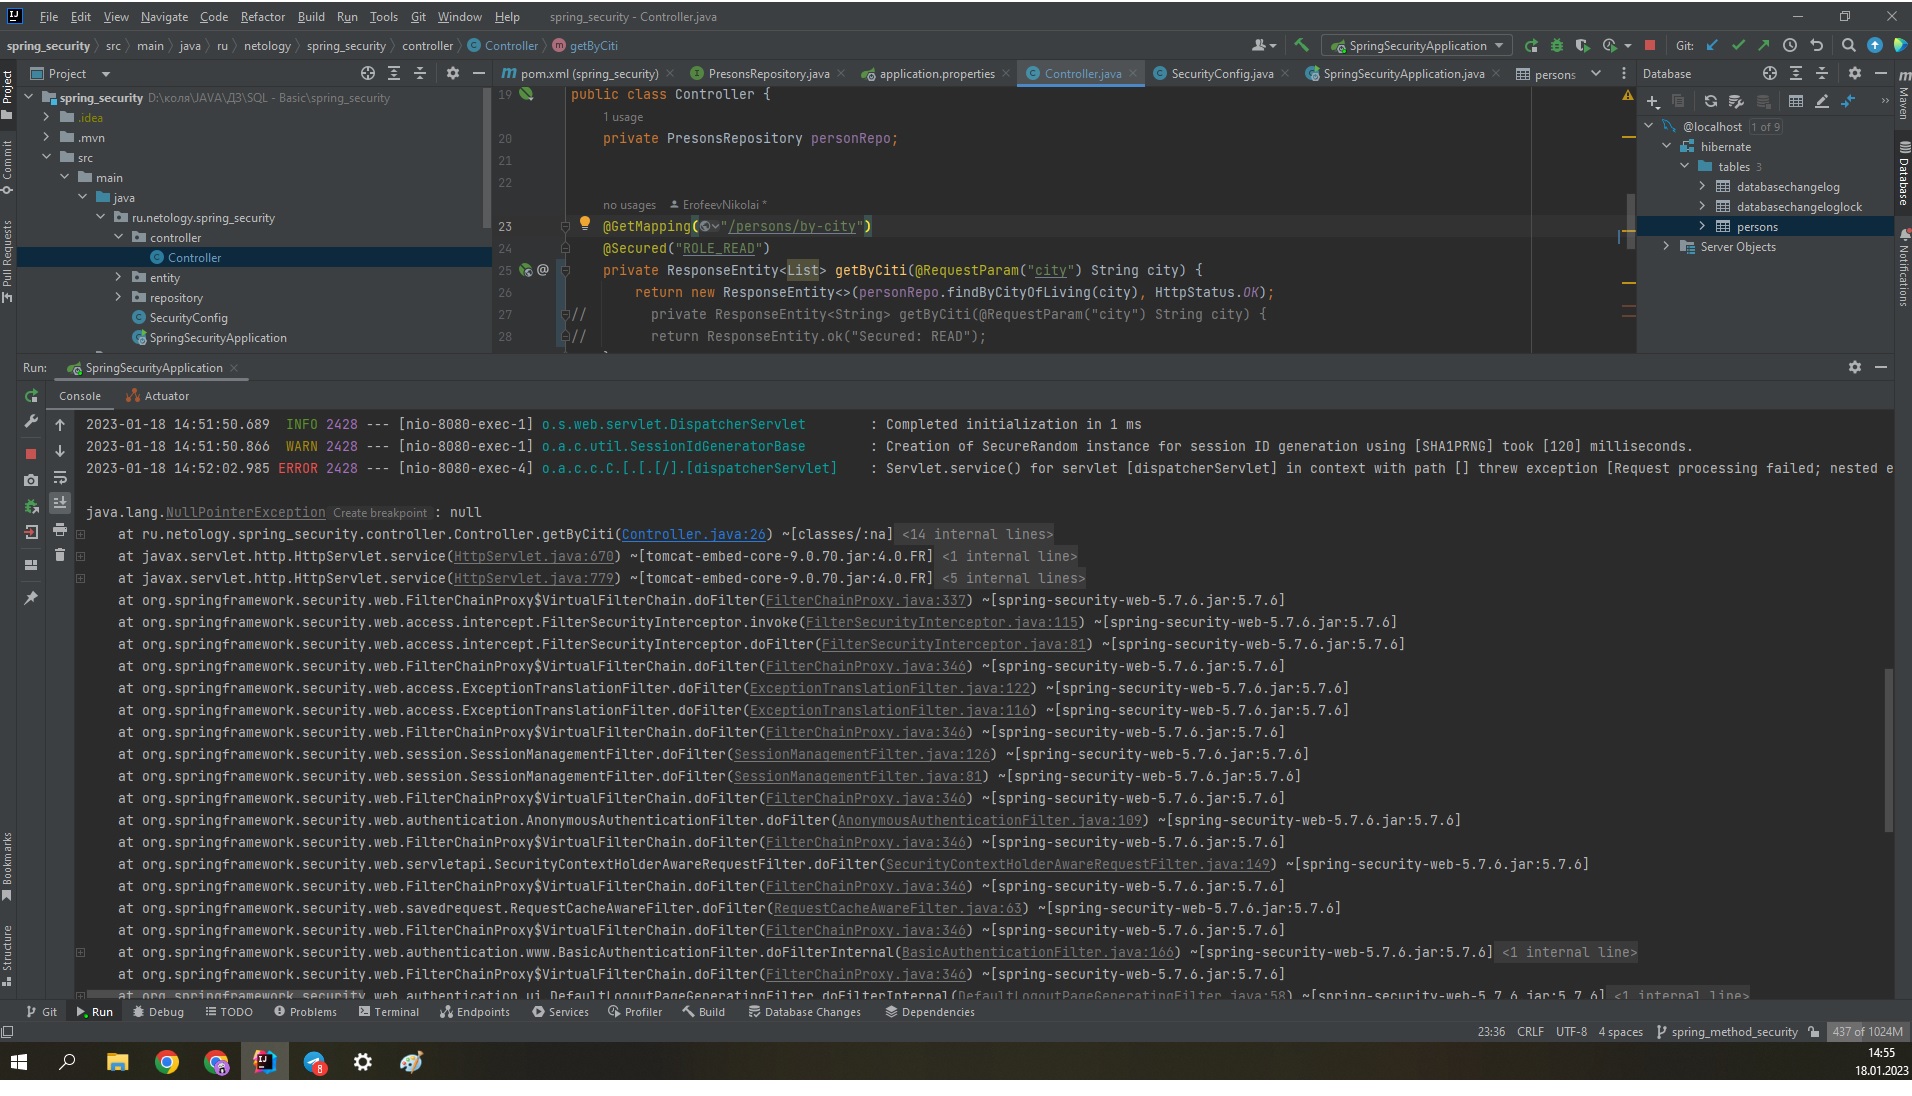 File Edit View Navigate Code Refactor Build Run Tools Git Window Help spring_security - Controller.java
spring_security src main java ru netology spring_security controller Controller getByCiti SpringSecurityApplication Git:
Project
pom.xml (spring_security) PresonsRepository.java application.properties Controller.java SecurityConfig.java SpringSecurityApplication.java persons
Database
spring_security D:\коля\JAVA\ДЗ\SQL - Basic\spring_security
.idea
.mvn
src
main
java
ru.netology.spring_security
controller
Controller
entity
repository
SecurityConfig
SpringSecurityApplication
19 public class Controller {
1 usage
20 private PresonsRepository personRepo;
21
22
no usages ErofeevNikolai *
23 @GetMapping("/persons/by-city")
24 @Secured("ROLE_READ")
25 private ResponseEntity<List> getByCiti(@RequestParam("city") String city) {
26 return new ResponseEntity<>(personRepo.findByCityOfLiving(city), HttpStatus.OK);
27 // private ResponseEntity<String> getByCiti(@RequestParam("city") String city) {
28 // return ResponseEntity.ok("Secured: READ");
@localhost 1 of 9
hibernate
tables 3
databasechangelog
databasechangeloglock
persons
Server Objects
Project
Commit
Pull Requests
Bookmarks
Structure
Maven
Database
Notifications
Run: SpringSecurityApplication
Console Actuator
2023-01-18 14:51:50.689 INFO 2428 --- [nio-8080-exec-1] o.s.web.servlet.DispatcherServlet : Completed initialization in 1 ms
2023-01-18 14:51:50.866 WARN 2428 --- [nio-8080-exec-1] o.a.c.util.SessionIdGeneratorBase : Creation of SecureRandom instance for session ID generation using [SHA1PRNG] took [120] milliseconds.
2023-01-18 14:52:02.985 ERROR 2428 --- [nio-8080-exec-4] o.a.c.c.C.[.[.[/].[dispatcherServlet] : Servlet.service() for servlet [dispatcherServlet] in context with path [] threw exception [Request processing failed; nested e
java.lang.NullPointerException Create breakpoint : null
at ru.netology.spring_security.controller.Controller.getByCiti(Controller.java:26) ~[classes/:na] <14 internal lines>
at javax.servlet.http.HttpServlet.service(HttpServlet.java:670) ~[tomcat-embed-core-9.0.70.jar:4.0.FR] <1 internal line>
at javax.servlet.http.HttpServlet.service(HttpServlet.java:779) ~[tomcat-embed-core-9.0.70.jar:4.0.FR] <5 internal lines>
at org.springframework.security.web.FilterChainProxy$VirtualFilterChain.doFilter(FilterChainProxy.java:337) ~[spring-security-web-5.7.6.jar:5.7.6]
at org.springframework.security.web.access.intercept.FilterSecurityInterceptor.invoke(FilterSecurityInterceptor.java:115) ~[spring-security-web-5.7.6.jar:5.7.6]
at org.springframework.security.web.access.intercept.FilterSecurityInterceptor.doFilter(FilterSecurityInterceptor.java:81) ~[spring-security-web-5.7.6.jar:5.7.6]
at org.springframework.security.web.FilterChainProxy$VirtualFilterChain.doFilter(FilterChainProxy.java:346) ~[spring-security-web-5.7.6.jar:5.7.6]
at org.springframework.security.web.access.ExceptionTranslationFilter.doFilter(ExceptionTranslationFilter.java:122) ~[spring-security-web-5.7.6.jar:5.7.6]
at org.springframework.security.web.access.ExceptionTranslationFilter.doFilter(ExceptionTranslationFilter.java:116) ~[spring-security-web-5.7.6.jar:5.7.6]
at org.springframework.security.web.FilterChainProxy$VirtualFilterChain.doFilter(FilterChainProxy.java:346) ~[spring-security-web-5.7.6.jar:5.7.6]
at org.springframework.security.web.session.SessionManagementFilter.doFilter(SessionManagementFilter.java:126) ~[spring-security-web-5.7.6.jar:5.7.6]
at org.springframework.security.web.session.SessionManagementFilter.doFilter(SessionManagementFilter.java:81) ~[spring-security-web-5.7.6.jar:5.7.6]
at org.springframework.security.web.FilterChainProxy$VirtualFilterChain.doFilter(FilterChainProxy.java:346) ~[spring-security-web-5.7.6.jar:5.7.6]
at org.springframework.security.web.authentication.AnonymousAuthenticationFilter.doFilter(AnonymousAuthenticationFilter.java:109) ~[spring-security-web-5.7.6.jar:5.7.6]
at org.springframework.security.web.FilterChainProxy$VirtualFilterChain.doFilter(FilterChainProxy.java:346) ~[spring-security-web-5.7.6.jar:5.7.6]
at org.springframework.security.web.servletapi.SecurityContextHolderAwareRequestFilter.doFilter(SecurityContextHolderAwareRequestFilter.java:149) ~[spring-security-web-5.7.6.jar:5.7.6]
at org.springframework.security.web.FilterChainProxy$VirtualFilterChain.doFilter(FilterChainProxy.java:346) ~[spring-security-web-5.7.6.jar:5.7.6]
at org.springframework.security.web.savedrequest.RequestCacheAwareFilter.doFilter(RequestCacheAwareFilter.java:63) ~[spring-security-web-5.7.6.jar:5.7.6]
at org.springframework.security.web.FilterChainProxy$VirtualFilterChain.doFilter(FilterChainProxy.java:346) ~[spring-security-web-5.7.6.jar:5.7.6]
at org.springframework.security.web.authentication.www.BasicAuthenticationFilter.doFilterInternal(BasicAuthenticationFilter.java:166) ~[spring-security-web-5.7.6.jar:5.7.6] <1 internal line>
at org.springframework.security.web.FilterChainProxy$VirtualFilterChain.doFilter(FilterChainProxy.java:346) ~[spring-security-web-5.7.6.jar:5.7.6]
at org.springframework.security.web.authentication.ui.DefaultLogoutPageGeneratingFilter.doFilterInternal(DefaultLogoutPageGeneratingFilter.java:58) ~[spring-security-web-5.7.6.jar:5.7.6] <1 internal line>
Git Run Debug TODO Problems Terminal Endpoints Services Profiler Build Database Changes Dependencies
23:36 CRLF UTF-8 4 spaces spring_method_security 437 of 1024M
8
14:55
18.01.2023